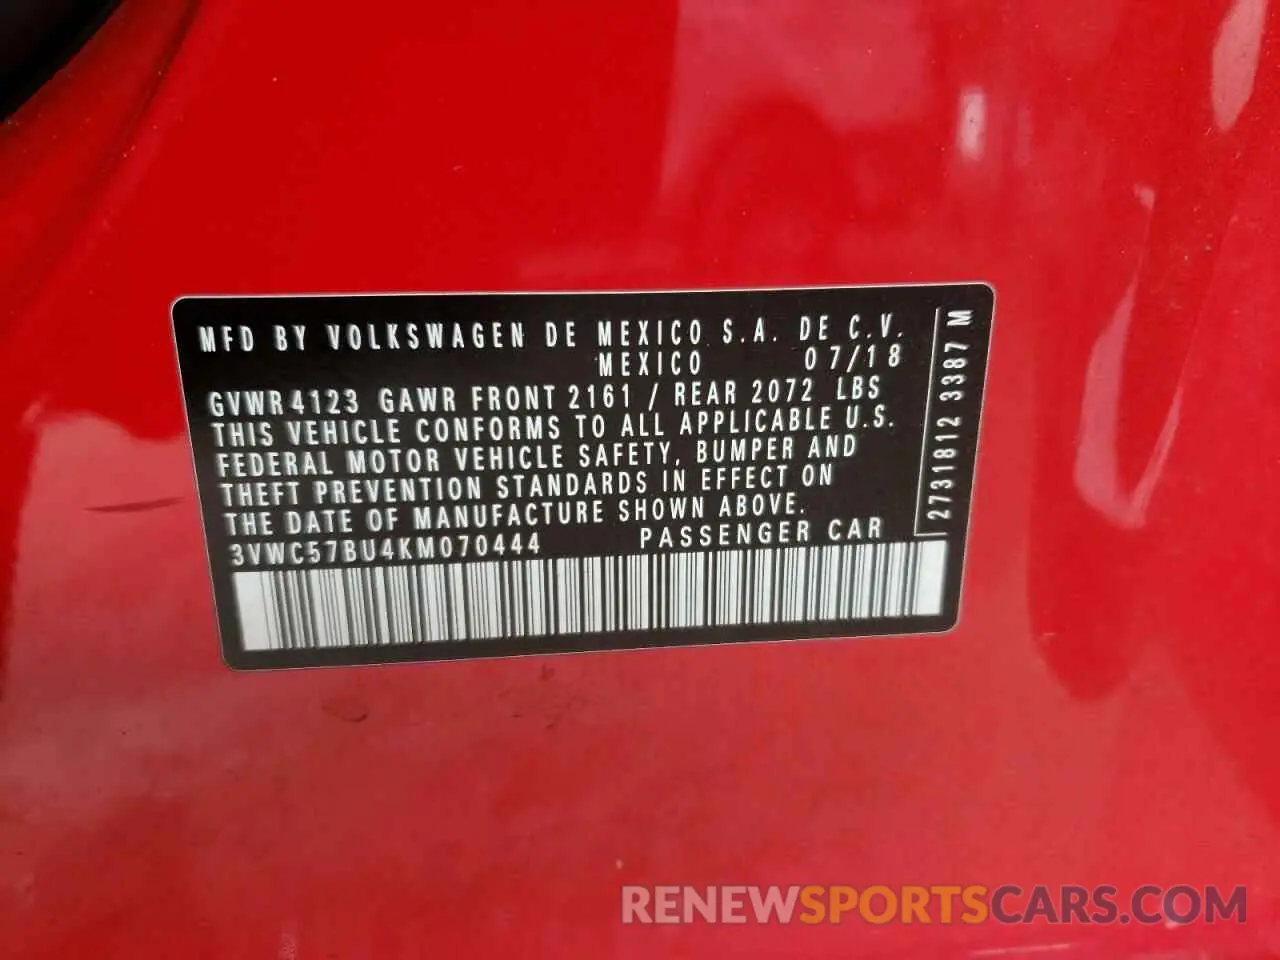 MFD BY VOLKSWAGEN DE MEXICO S.A. DE C.V.
MEXICO 07/18
GVWR 4123 GAWR FRONT 2161 / REAR 2072 LBS
THIS VEHICLE CONFORMS TO ALL APPLICABLE U.S.
FEDERAL MOTOR VEHICLE SAFETY, BUMPER AND
THEFT PREVENTION STANDARDS IN EFFECT ON
THE DATE OF MANUFACTURE SHOWN ABOVE.
3VWC57BU4KM070444 PASSENGER CAR
2731812 3387 M
RENEWSPORTSCARS.COM